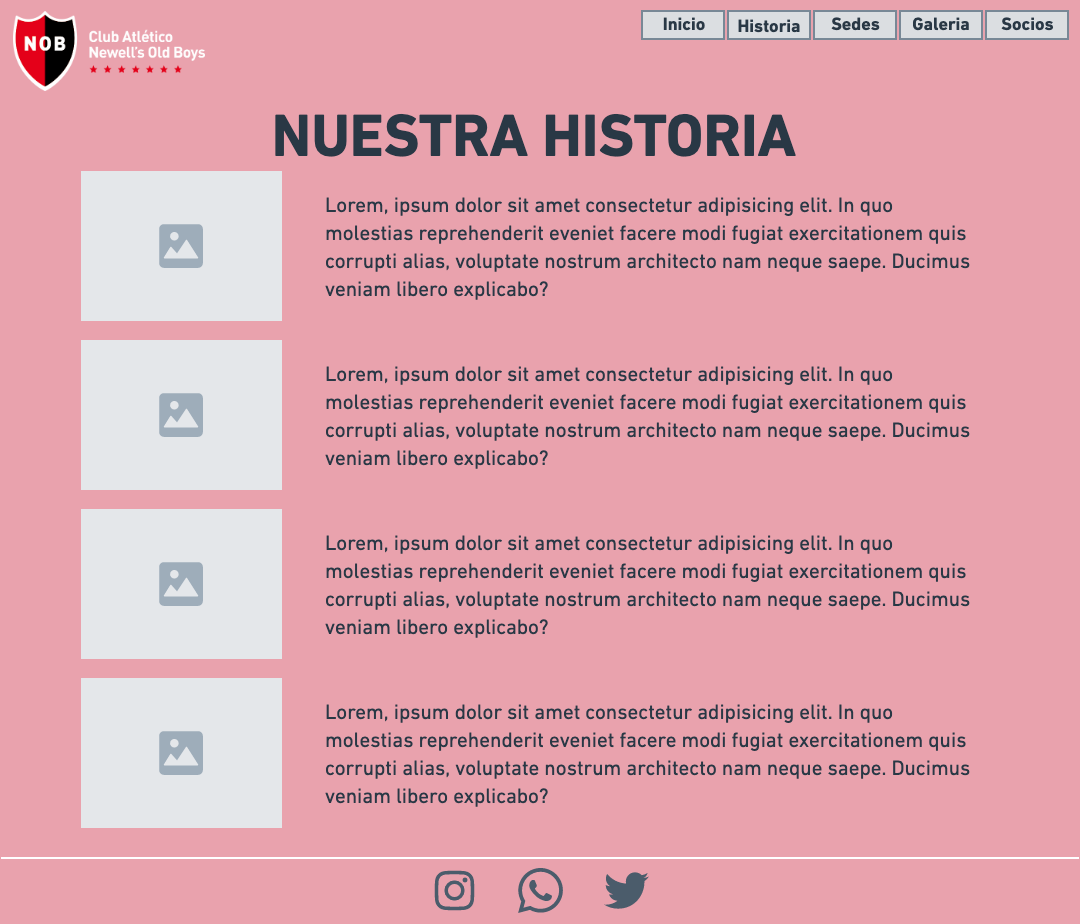 NOB
Club Atlético
Newell's Old Boys
Inicio
Historia
Sedes
Galeria
Socios
NUESTRA HISTORIA
Lorem, ipsum dolor sit amet consectetur adipisicing elit. In quo
molestias reprehenderit eveniet facere modi fugiat exercitationem quis
corrupti alias, voluptate nostrum architecto nam neque saepe. Ducimus
veniam libero explicabo?
Lorem, ipsum dolor sit amet consectetur adipisicing elit. In quo
molestias reprehenderit eveniet facere modi fugiat exercitationem quis
corrupti alias, voluptate nostrum architecto nam neque saepe. Ducimus
veniam libero explicabo?
Lorem, ipsum dolor sit amet consectetur adipisicing elit. In quo
molestias reprehenderit eveniet facere modi fugiat exercitationem quis
corrupti alias, voluptate nostrum architecto nam neque saepe. Ducimus
veniam libero explicabo?
Lorem, ipsum dolor sit amet consectetur adipisicing elit. In quo
molestias reprehenderit eveniet facere modi fugiat exercitationem quis
corrupti alias, voluptate nostrum architecto nam neque saepe. Ducimus
veniam libero explicabo?